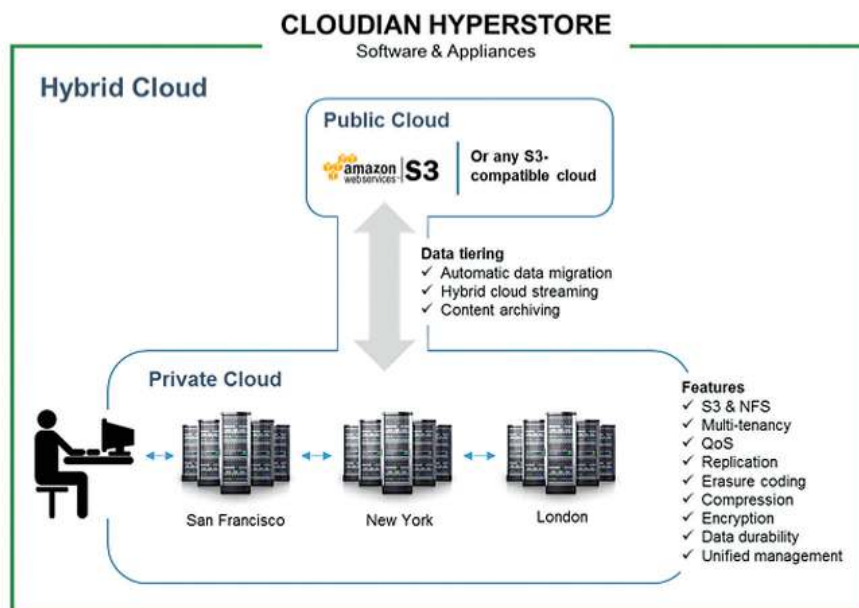 CLOUDIAN HYPERSTORE
Software & Appliances
Hybrid Cloud
Public Cloud
amazon
webservices
S3
Or any S3-
compatible cloud
Data tiering
✓ Automatic data migration
✓ Hybrid cloud streaming
✓ Content archiving
Private Cloud
San Francisco
New York
London
Features
✓ S3 & NFS
✓ Multi-tenancy
✓ QoS
✓ Replication
✓ Erasure coding
✓ Compression
✓ Encryption
✓ Data durability
✓ Unified management